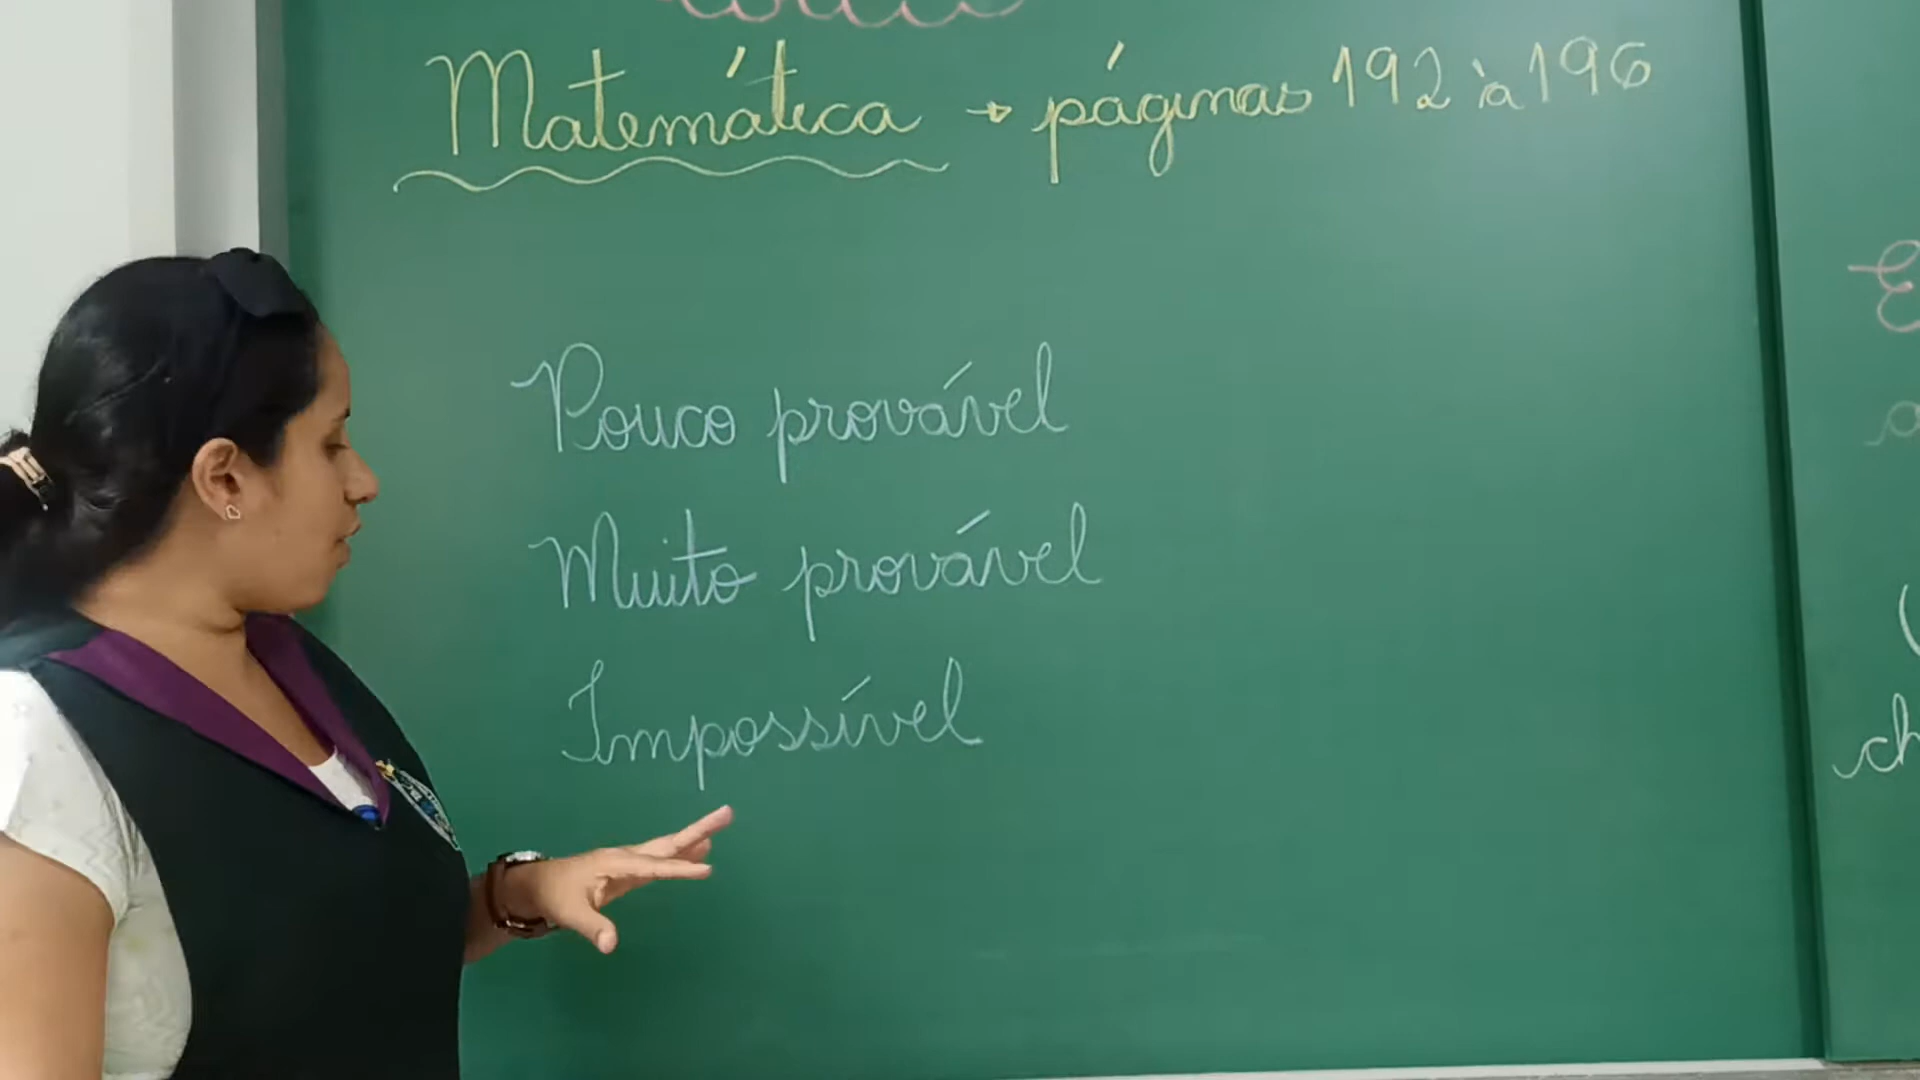 Matemática → páginas 192 à 196
Pouco provável
Muito provável
Impossível